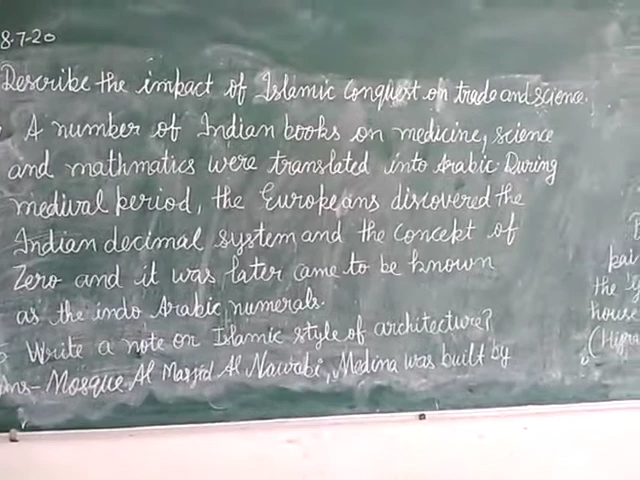 8.7-20
Describe the impact of Islamic conquest on trade and science.
A number of Indian books on medicine, science
and mathmatics were translated into Arabic. During
medival period, the Europeans discovered the
Indian decimal system and the concept of
Zero and it was later came to be known
as the indo Arabic numerals.
Write a note on Islamic style of architecture?
Ans- Mosque Al Masjid Al Nawabi, Medina was built by
the
house